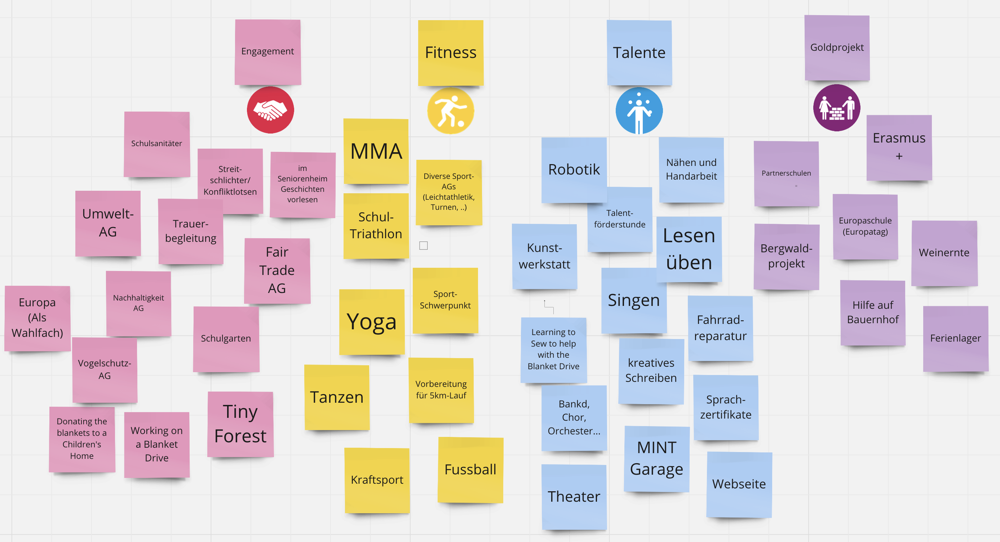 Engagement
Fitness
Talente
Goldprojekt
Schulsanitäter
Streit-
schlichter/
Konfliktlotsen
im
Seniorenheim
Geschichten
vorlesen
Umwelt-
AG
Trauer-
begleitung
Fair
Trade
AG
Europa
(Als
Wahlfach)
Nachhaltigkeit
AG
Schulgarten
Vogelschutz-
AG
Donating the
blankets to a
Children's
Home
Working on
a Blanket
Drive
Tiny
Forest
MMA
Diverse Sport-
AGs
(Leichtathletik,
Turnen, ..)
Schul-
Triathlon
Sport-
Schwerpunkt
Yoga
Tanzen
Vorbereitung
für 5km-Lauf
Kraftsport
Fussball
Robotik
Nähen und
Handarbeit
Talent-
förderstunde
Lesen
üben
Kunst-
werkstatt
Singen
Fahrrad-
reparatur
Learning to
Sew to help
with the
Blanket Drive
kreatives
Schreiben
Bankd,
Chor,
Orchester...
Sprach-
zertifikate
MINT
Garage
Theater
Webseite
Erasmus
+
Partnerschulen
Europaschule
(Europatag)
Bergwald-
projekt
Weinernte
Hilfe auf
Bauernhof
Ferienlager